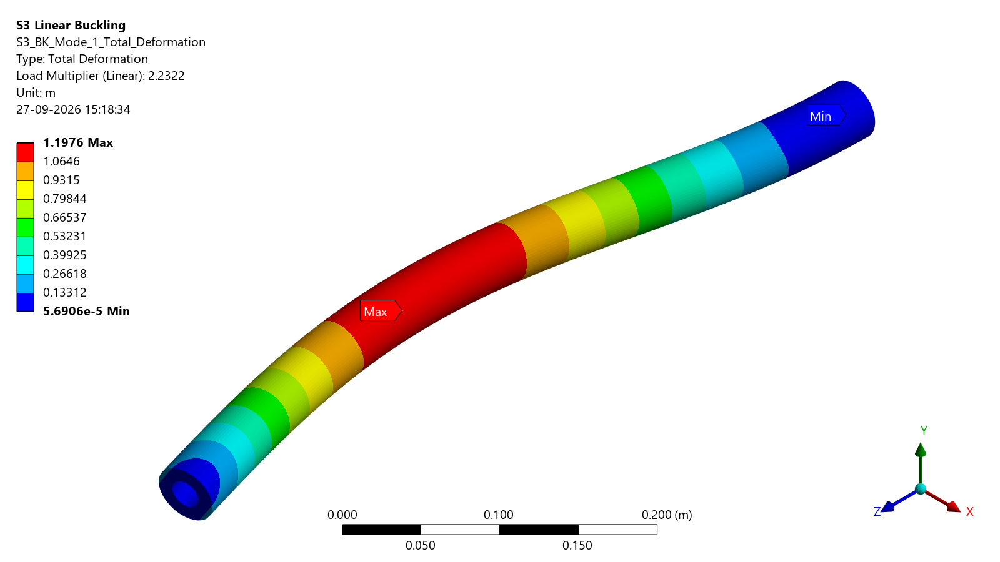 S3 Linear Buckling
S3_BK_Mode_1_Total_Deformation
Type: Total Deformation
Load Multiplier (Linear): 2.2322
Unit: m
27-09-2026 15:18:34
1.1976 Max
1.0646
0.9315
0.79844
0.66537
0.53231
0.39925
0.26618
0.13312
5.6906e-5 Min
Min
Max
0.000 0.100 0.200 (m)
0.050 0.150
Y
Z X